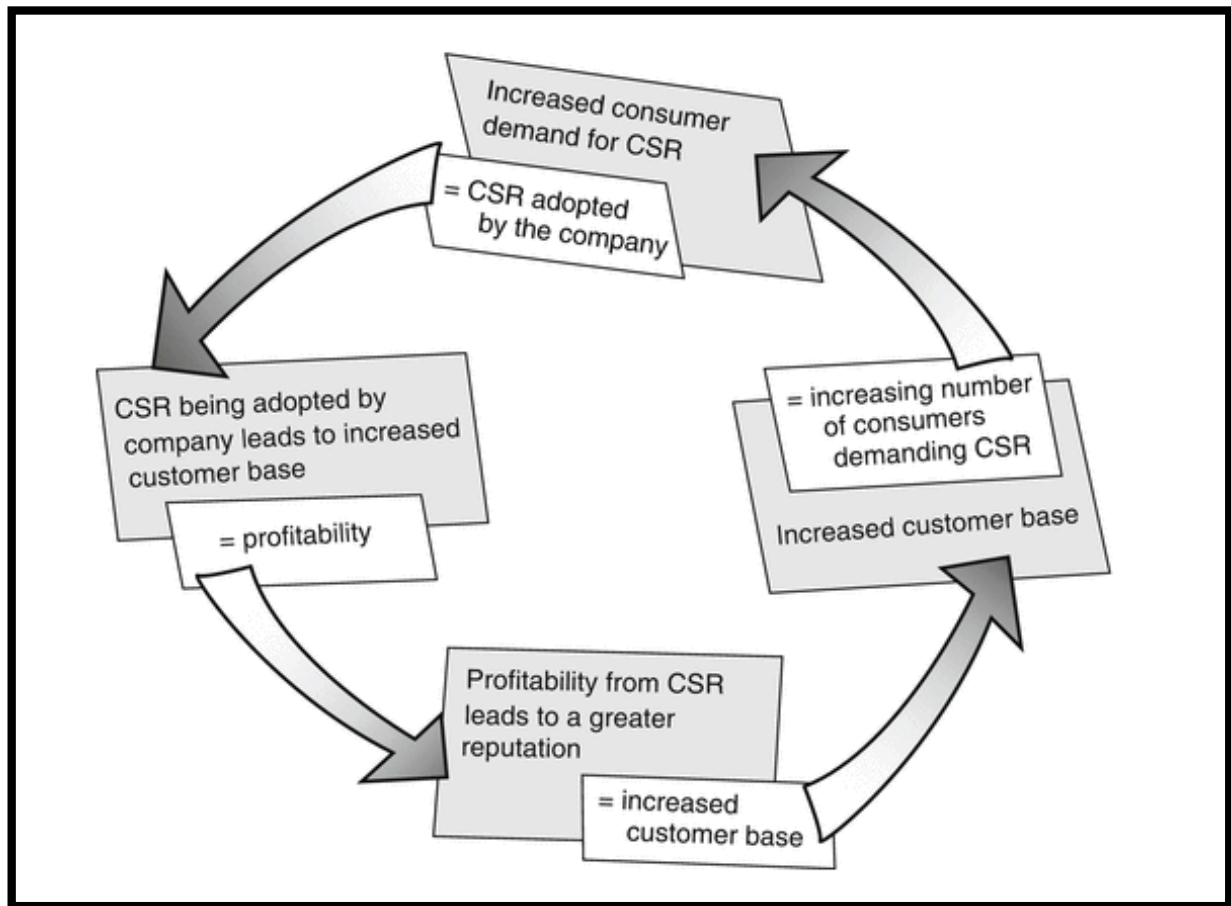 Increased consumer
demand for CSR
= CSR adopted
by the company
CSR being adopted by
company leads to increased
customer base
= profitability
Profitability from CSR
leads to a greater
reputation
= increased
customer base
= increasing number
of consumers
demanding CSR
Increased customer base